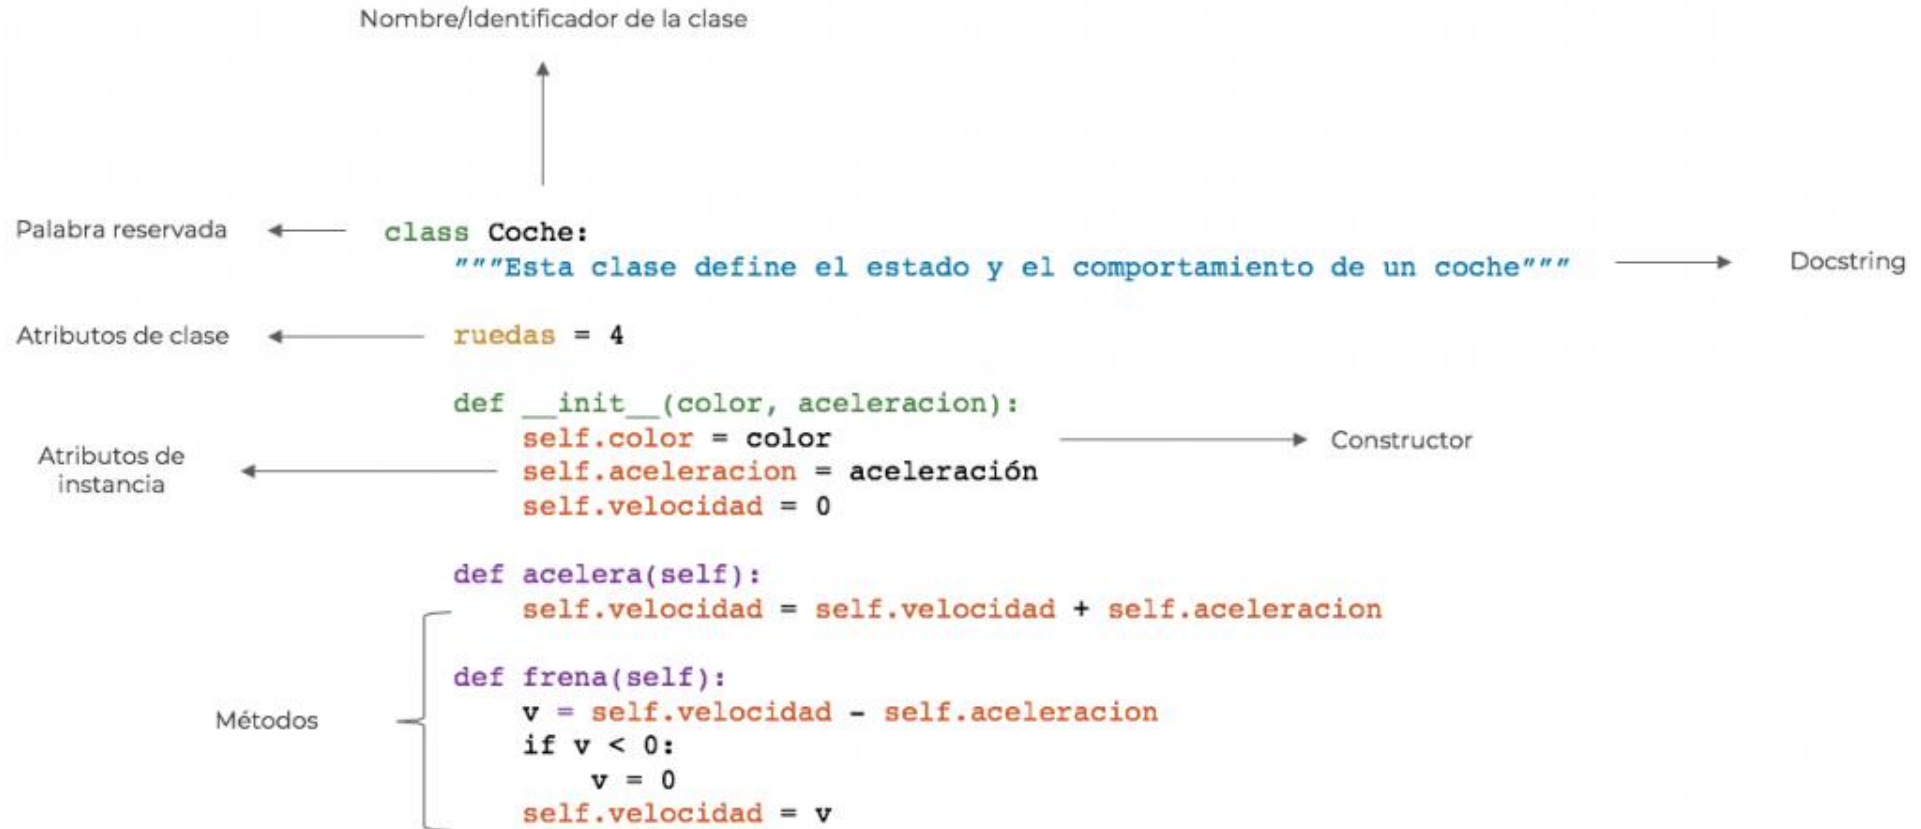 Nombre/Identificador de la clase
Palabra reservada
class Coche:
"""Esta clase define el estado y el comportamiento de un coche"""
Docstring
Atributos de clase
ruedas = 4
def __init__(color, aceleracion):
self.color = color
Constructor
Atributos de
instancia
self.aceleracion = aceleración
self.velocidad = 0
def acelera(self):
self.velocidad = self.velocidad + self.aceleracion
def frena(self):
v = self.velocidad - self.aceleracion
Métodos
if v < 0:
v = 0
self.velocidad = v